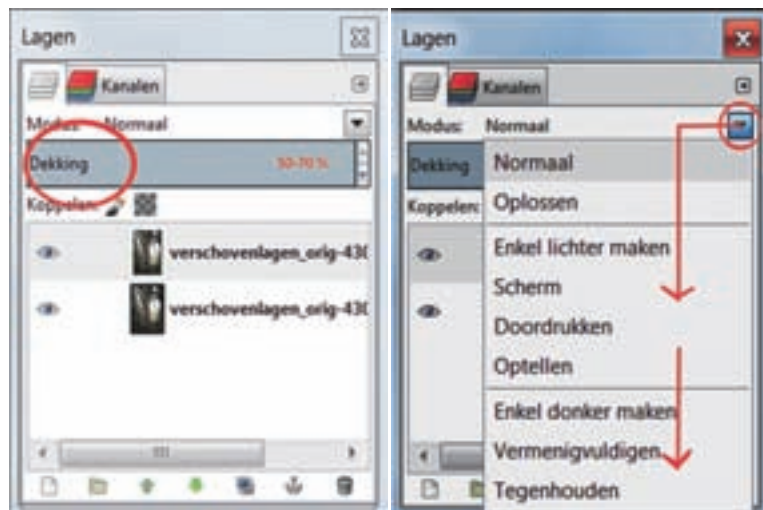 Lagen
Kanalen
Modus: Normaal
Dekking 50-70 %
Koppelen:
verschovenlagen_orig-430
verschovenlagen_orig-430
Lagen
Kanalen
Modus: Normaal
Dekking
Koppelen:
Normaal
Oplossen
Enkel lichter maken
Scherm
Doordrukken
Optellen
Enkel donker maken
Vermenigvuldigen
Tegenhouden